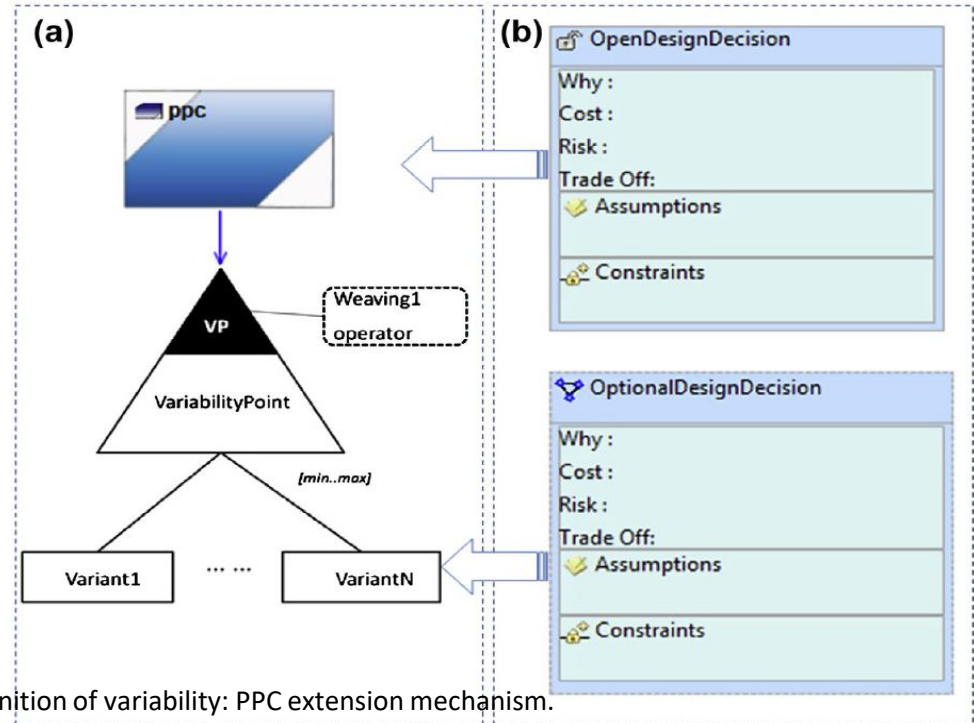 (a)
ppc
VP
Weaving1
operator
VariabilityPoint
[min..max]
Variant1
... ...
VariantN
(b)
OpenDesignDecision
Why :
Cost :
Risk :
Trade Off:
Assumptions
Constraints
OptionalDesignDecision
Why :
Cost :
Risk :
Trade Off:
Assumptions
Constraints
of variability: PPC extension mechanism.